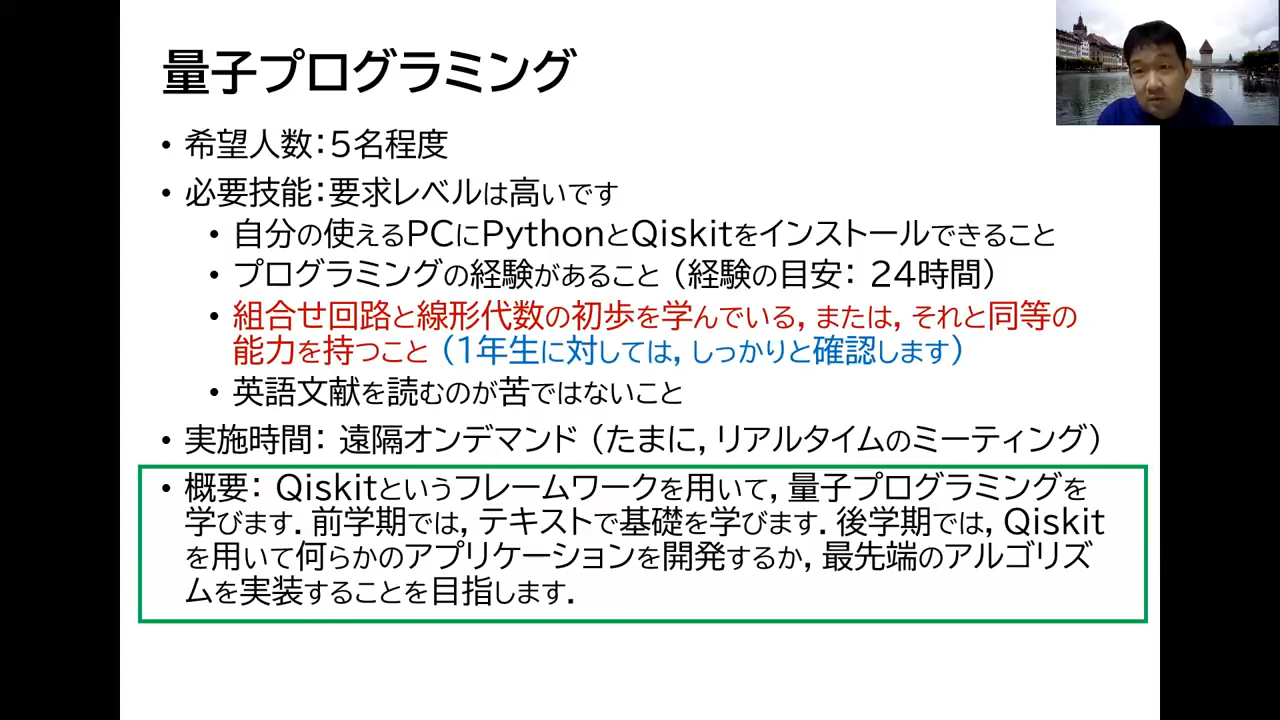 量子プログラミング
• 希望人数：5名程度
• 必要技能：要求レベルは高いです
• 自分の使えるPCにPythonとQiskitをインストールできること
• プログラミングの経験があること （経験の目安： 24時間）
• 組合せ回路と線形代数の初歩を学んでいる，または，それと同等の
能力を持つこと （1年生に対しては，しっかりと確認します）
• 英語文献を読むのが苦ではないこと
• 実施時間： 遠隔オンデマンド （たまに，リアルタイムのミーティング）
• 概要： Qiskitというフレームワークを用いて，量子プログラミングを
学びます．前学期では，テキストで基礎を学びます．後学期では，Qiskit
を用いて何らかのアプリケーションを開発するか，最先端のアルゴリズ
ムを実装することを目指します．